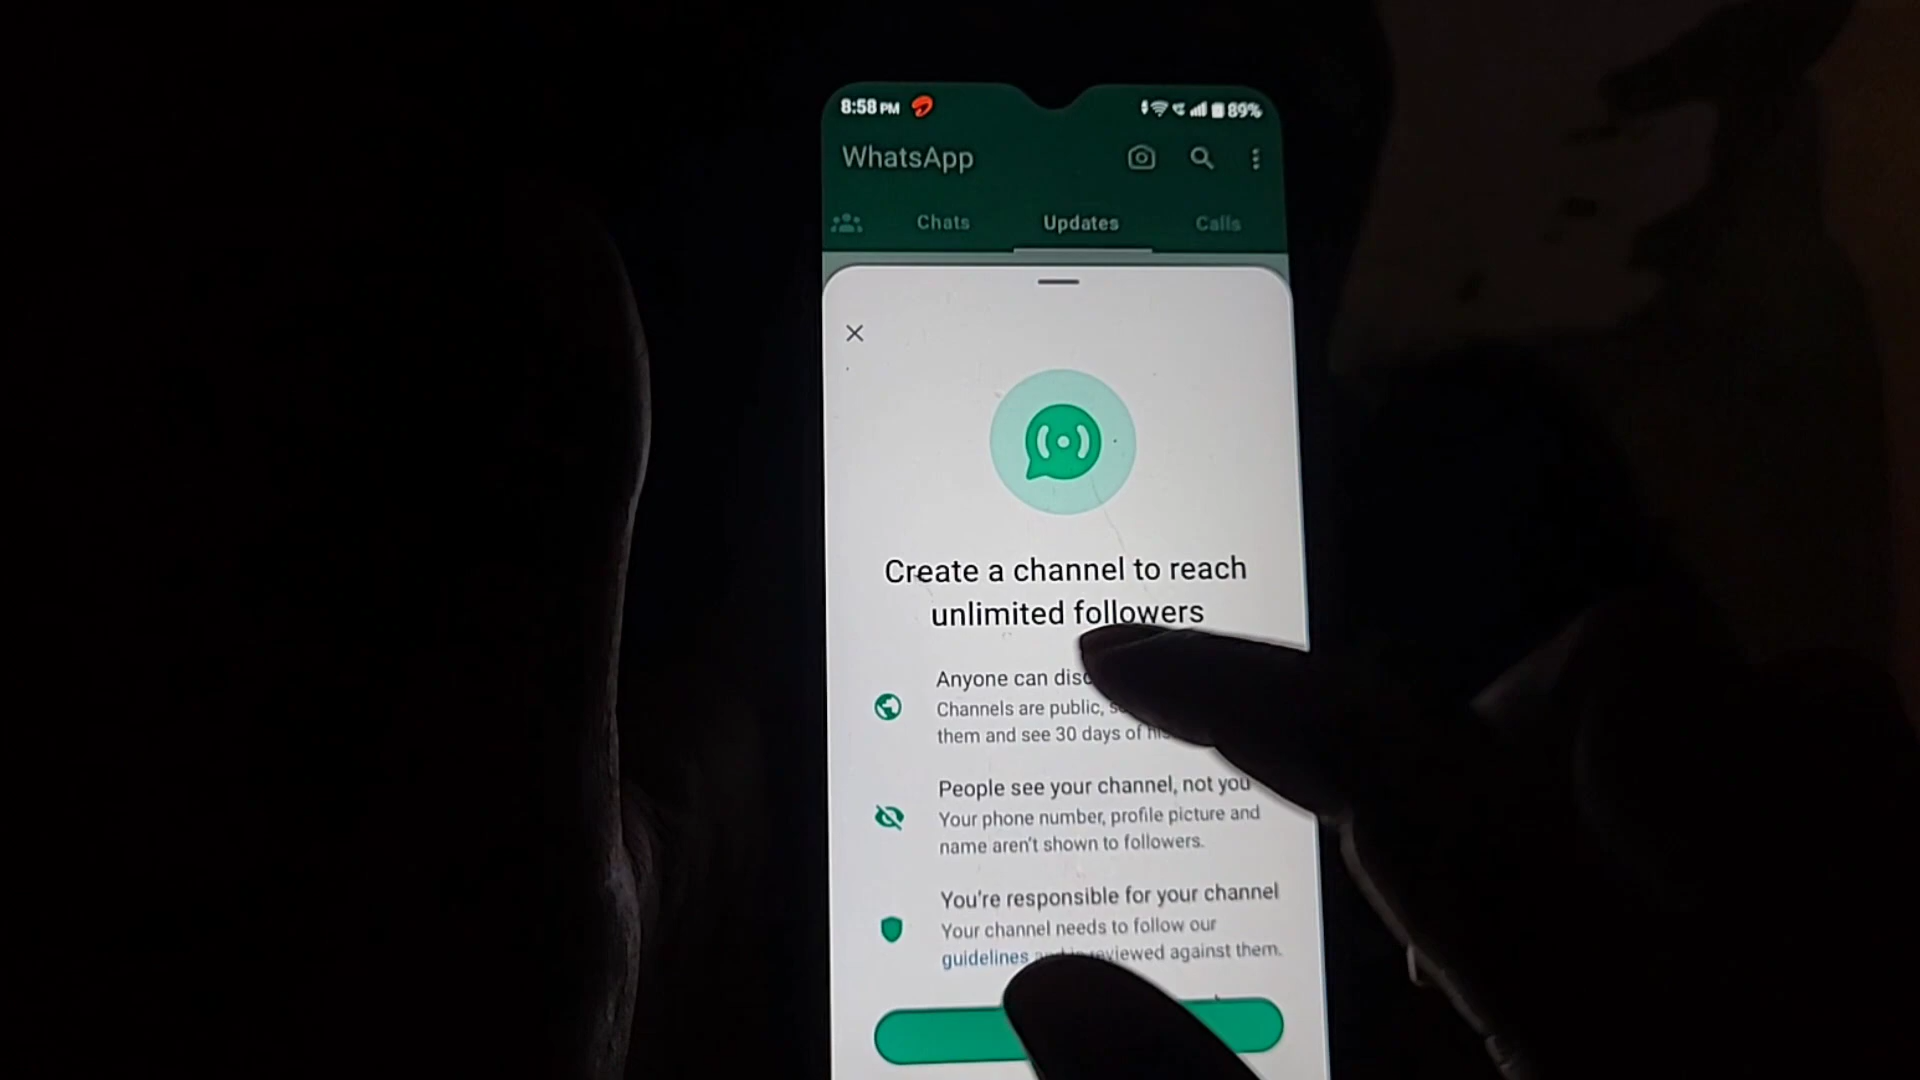 8:58 PM 89%
WhatsApp
Chats Updates Calls
Create a channel to reach
unlimited followers
Anyone can
Channels are public,
them and see 30 days of
People see your channel, not you
Your phone number, profile picture and
name aren't shown to followers.
You're responsible for your channel
Your channel needs to follow our
guidelines reviewed against them.